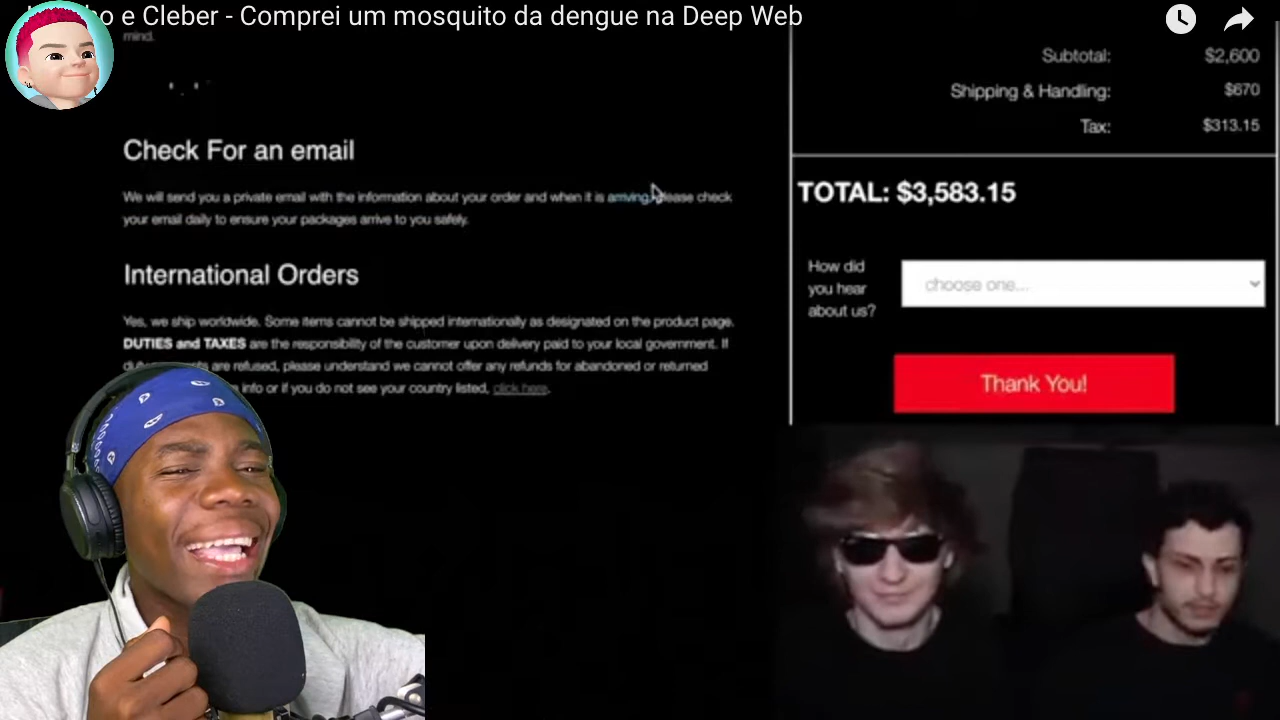 e Cleber - Comprei um mosquito da dengue na Deep Web
mind.
Check For an email
We will send you a private email with the information about your order and when it is arriving, please check
your email daily to ensure your packages arrive to you safely.
International Orders
Yes, we ship worldwide. Some items cannot be shipped internationally as designated on the product page.
DUTIES and TAXES are the responsibility of the customer upon delivery paid to your local government. If
are refused, please understand we cannot offer any refunds for abandoned or returned
info or if you do not see your country listed, click here.
Subtotal: $2,600
Shipping & Handling: $670
Tax: $313.15
TOTAL: $3,583.15
How did
you hear
about us?
choose one...
Thank You!